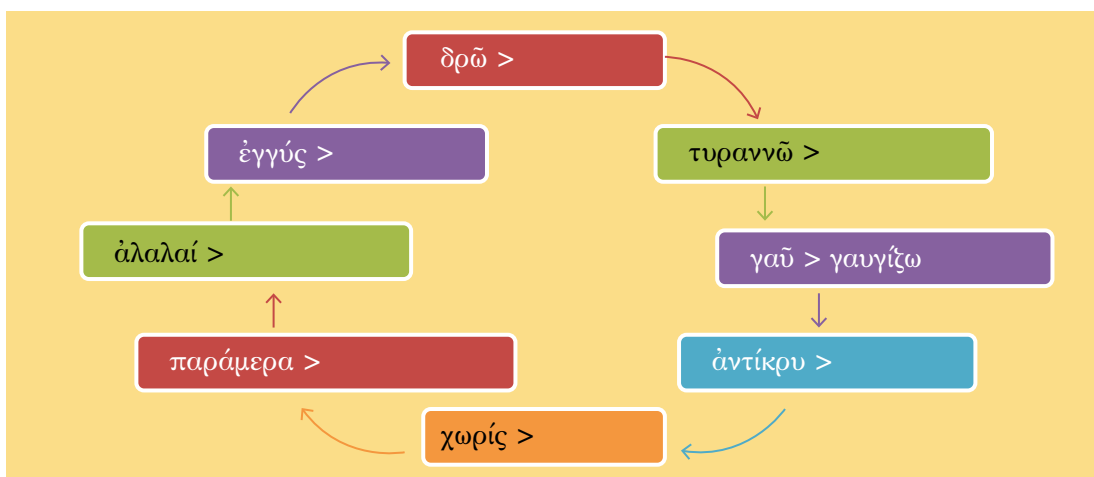 δρῶ >
ἐγγύς >
τυραννῶ >
ἀλαλαί >
γαῦ > γαυγίζω
παράμερα >
ἀντίκρυ >
χωρίς >